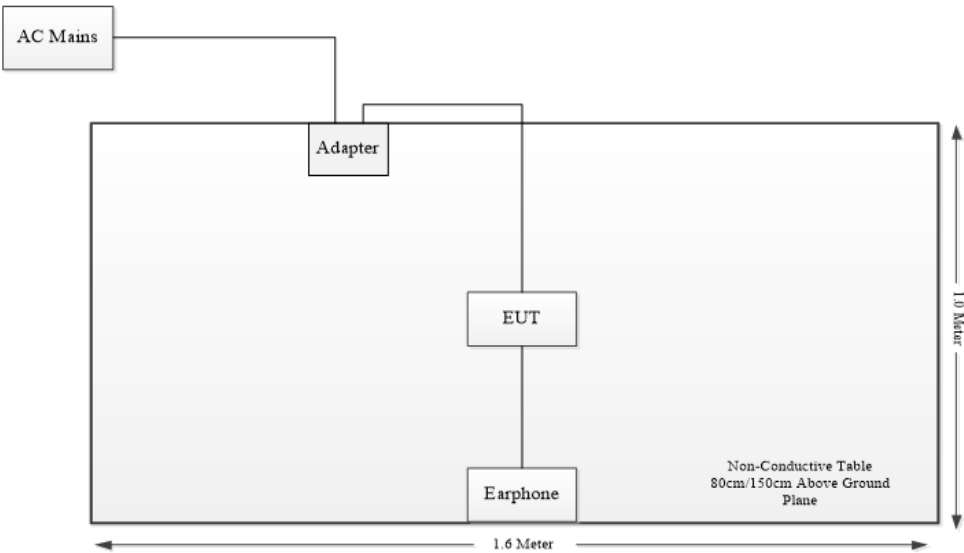 AC Mains
Adapter
EUT
1.0 Meter
Earphone
Non-Conductive Table
80cm/150cm Above Ground
Plane
1.6 Meter